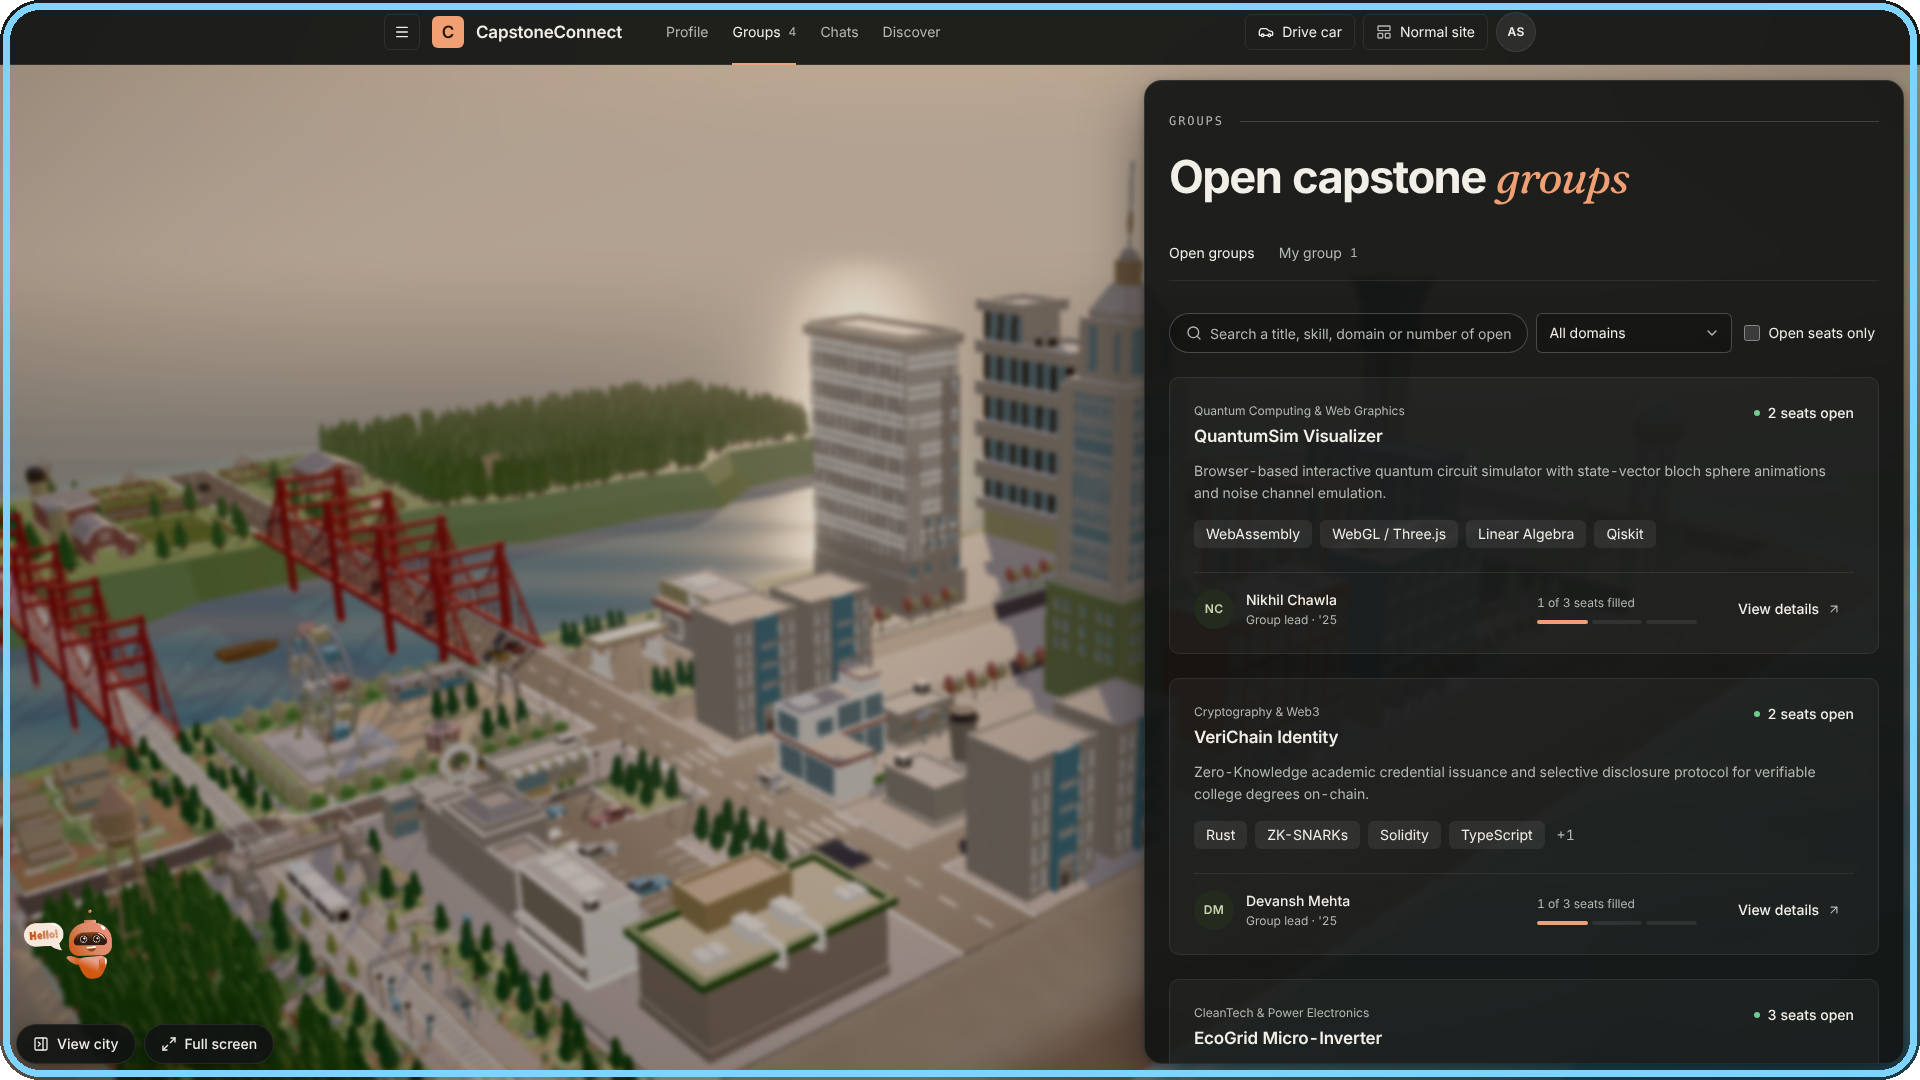 C CapstoneConnect Profile Groups 4 Chats Discover Drive car Normal site AS
GROUPS
Open capstone groups
Open groups My group 1
Search a title, skill, domain or number of open All domains Open seats only
Quantum Computing & Web Graphics
2 seats open
QuantumSim Visualizer
Browser-based interactive quantum circuit simulator with state-vector bloch sphere animations
and noise channel emulation.
WebAssembly WebGL / Three.js Linear Algebra Qiskit
NC Nikhil Chawla
Group lead · '25
1 of 3 seats filled
View details
Cryptography & Web3
2 seats open
VeriChain Identity
Zero-Knowledge academic credential issuance and selective disclosure protocol for verifiable
college degrees on-chain.
Rust ZK-SNARKs Solidity TypeScript +1
DM Devansh Mehta
Group lead · '25
1 of 3 seats filled
View details
CleanTech & Power Electronics
3 seats open
EcoGrid Micro-Inverter
Hello!
View city Full screen